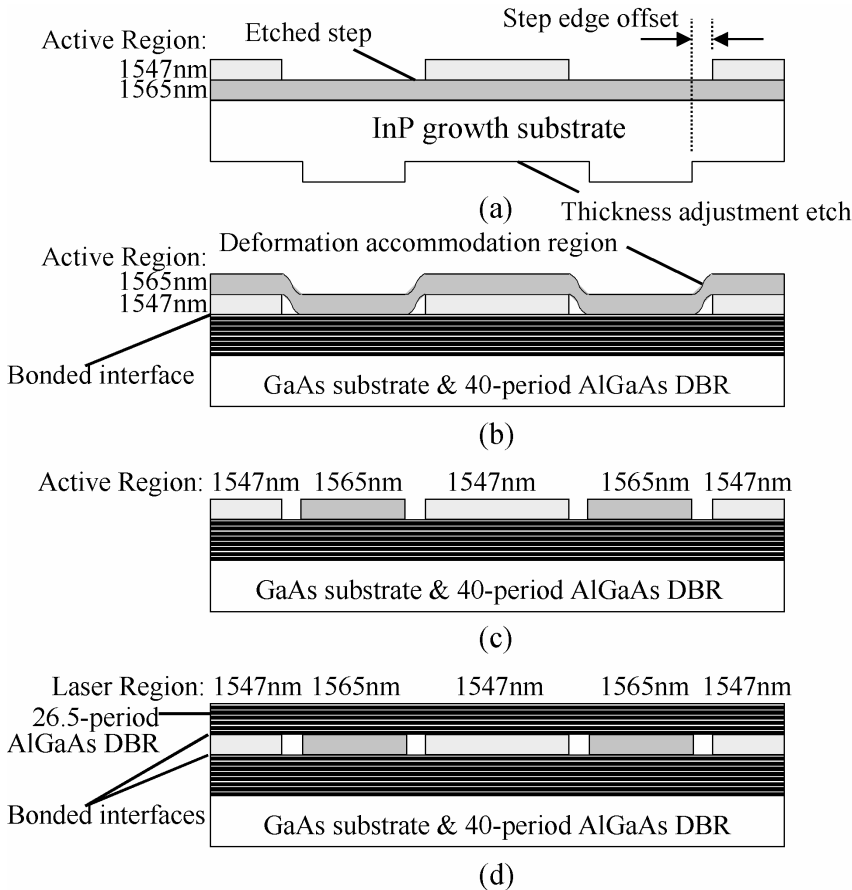 Step edge offset
Active Region:
Etched step
1547nm
1565nm
InP growth substrate
(a)
Thickness adjustment etch
Deformation accommodation region
Active Region:
1565nm
1547nm
Bonded interface
GaAs substrate & 40-period AlGaAs DBR
(b)
Active Region: 1547nm 1565nm 1547nm 1565nm 1547nm
GaAs substrate & 40-period AlGaAs DBR
(c)
Laser Region: 1547nm 1565nm 1547nm 1565nm 1547nm
26.5-period
AlGaAs DBR
Bonded interfaces
GaAs substrate & 40-period AlGaAs DBR
(d)